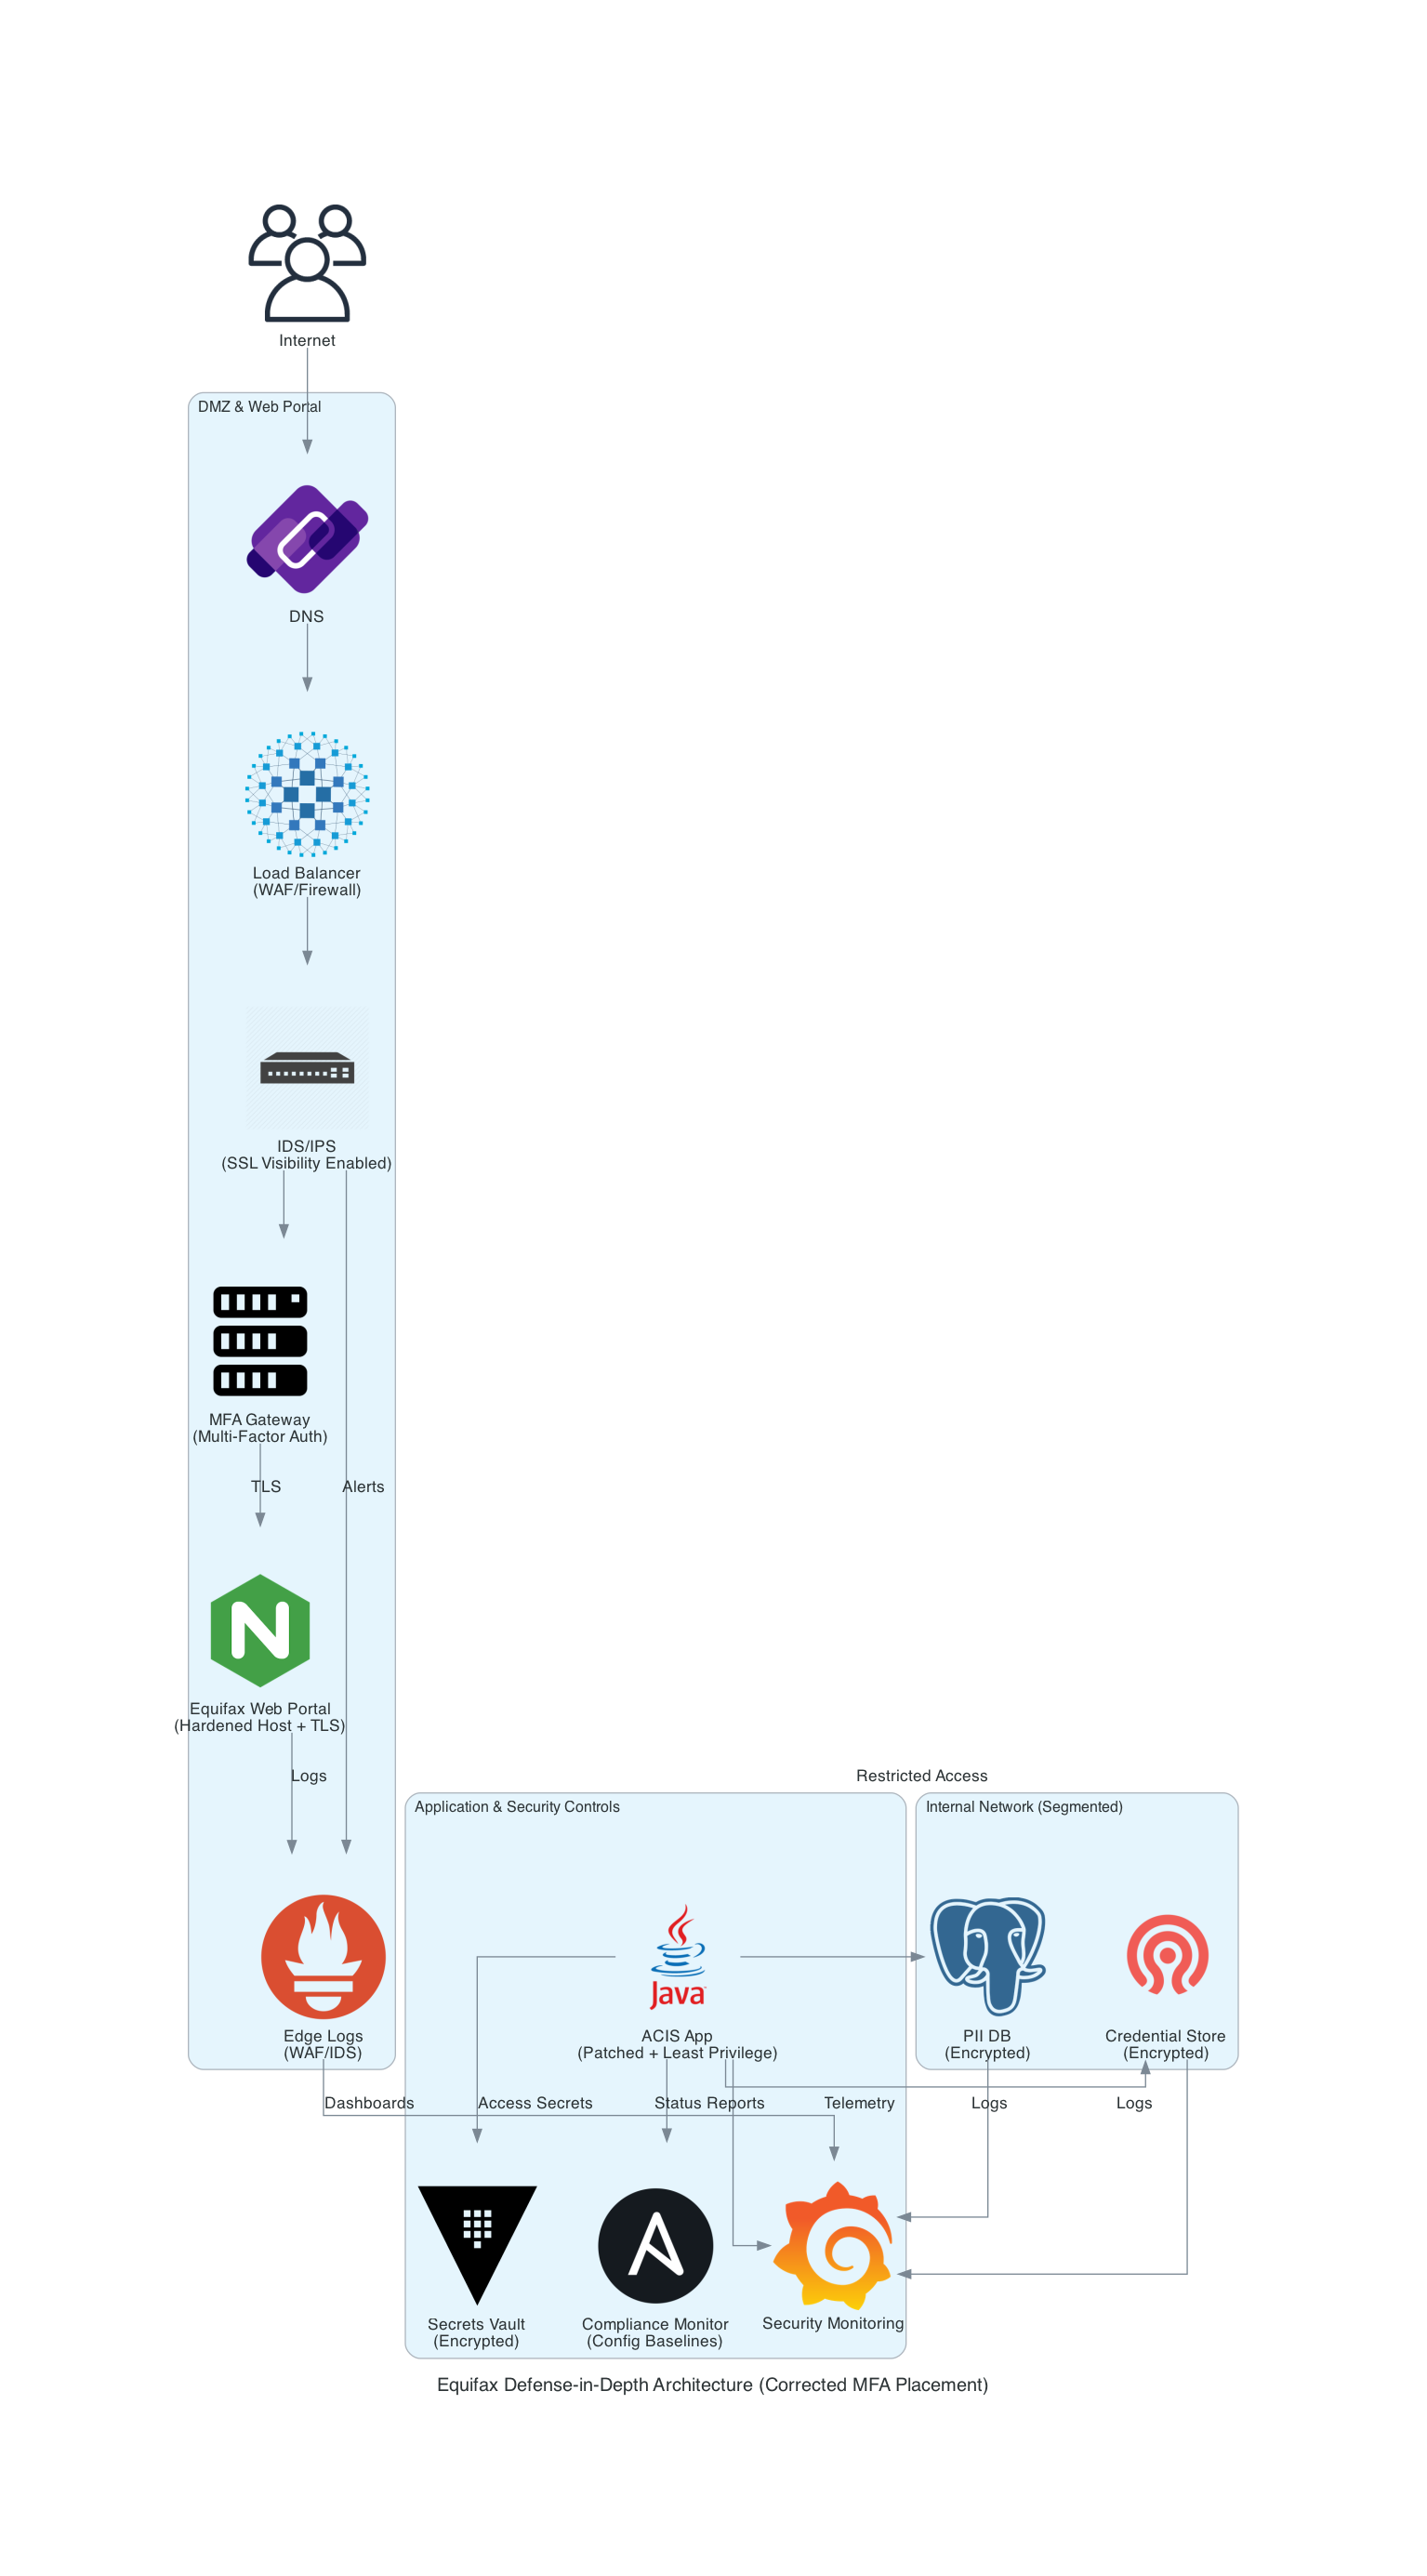 Internet
DMZ & Web Portal
DNS
Load Balancer
(WAF/Firewall)
IDS/IPS
(SSL Visibility Enabled)
MFA Gateway
(Multi-Factor Auth)
TLS
Alerts
Equifax Web Portal
(Hardened Host + TLS)
Logs
Restricted Access
Application & Security Controls
Internal Network (Segmented)
Java
Edge Logs
(WAF/IDS)
ACIS App
(Patched + Least Privilege)
PII DB
(Encrypted)
Credential Store
(Encrypted)
Dashboards
Access Secrets
Status Reports
Telemetry
Logs
Logs
Secrets Vault
(Encrypted)
Compliance Monitor
(Config Baselines)
Security Monitoring
Equifax Defense-in-Depth Architecture (Corrected MFA Placement)